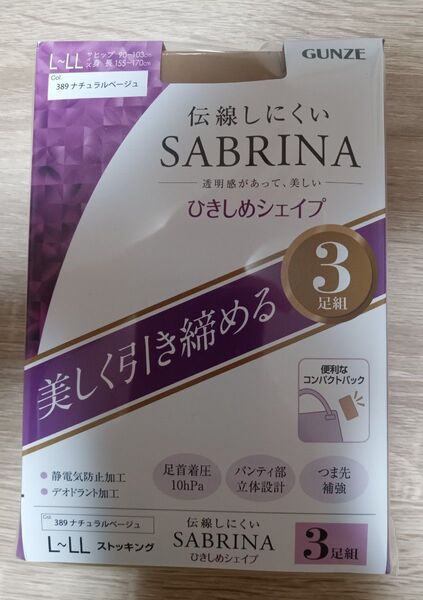 L~LL サイズ ヒップ 90~103cm
身長 155~170cm
GUNZE
Col.
389 ナチュラルベージュ
伝線しにくい
SABRINA
透明感があって、美しい
ひきしめシェイプ
3
足組
美しく引き締める
便利な
コンパクトパック
● 静電気防止加工
● デオドラント加工
足首着圧
10hPa
パンティ部
立体設計
つま先
補強
Col.
389 ナチュラルベージュ
L~LL ストッキング
伝線しにくい
SABRINA
ひきしめシェイプ
3足組